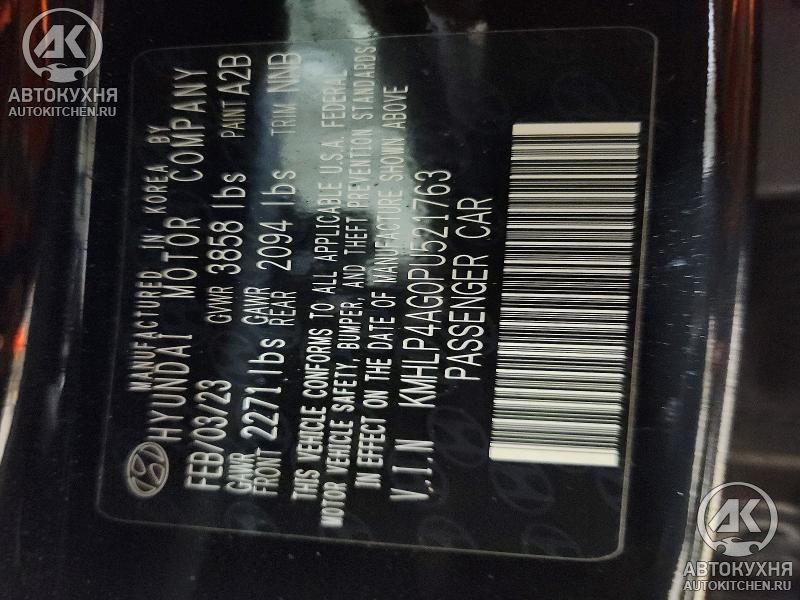 AK
АВТОКУХНЯ
AUTOKITCHEN.RU
MANUFACTURED IN KOREA BY
HYUNDAI MOTOR COMPANY
FEB/03/23 GVWR 3858 lbs PAINT A2B
GAWR FRONT 2271 lbs GAWR REAR 2094 lbs TRIM NNB
THIS VEHICLE CONFORMS TO ALL APPLICABLE U.S.A. FEDERAL
MOTOR VEHICLE SAFETY, BUMPER, AND THEFT PREVENTION STANDARDS
IN EFFECT ON THE DATE OF MANUFACTURE SHOWN ABOVE
V.I.N KMHLP4AG0PU521763
PASSENGER CAR
AK
АВТОКУХНЯ
AUTOKITCHEN.RU